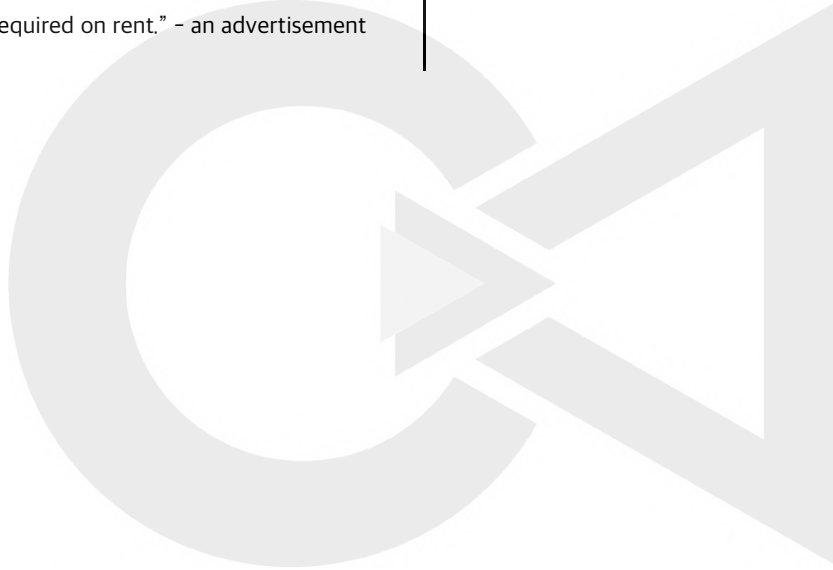 equired on rent.” – an advertisement